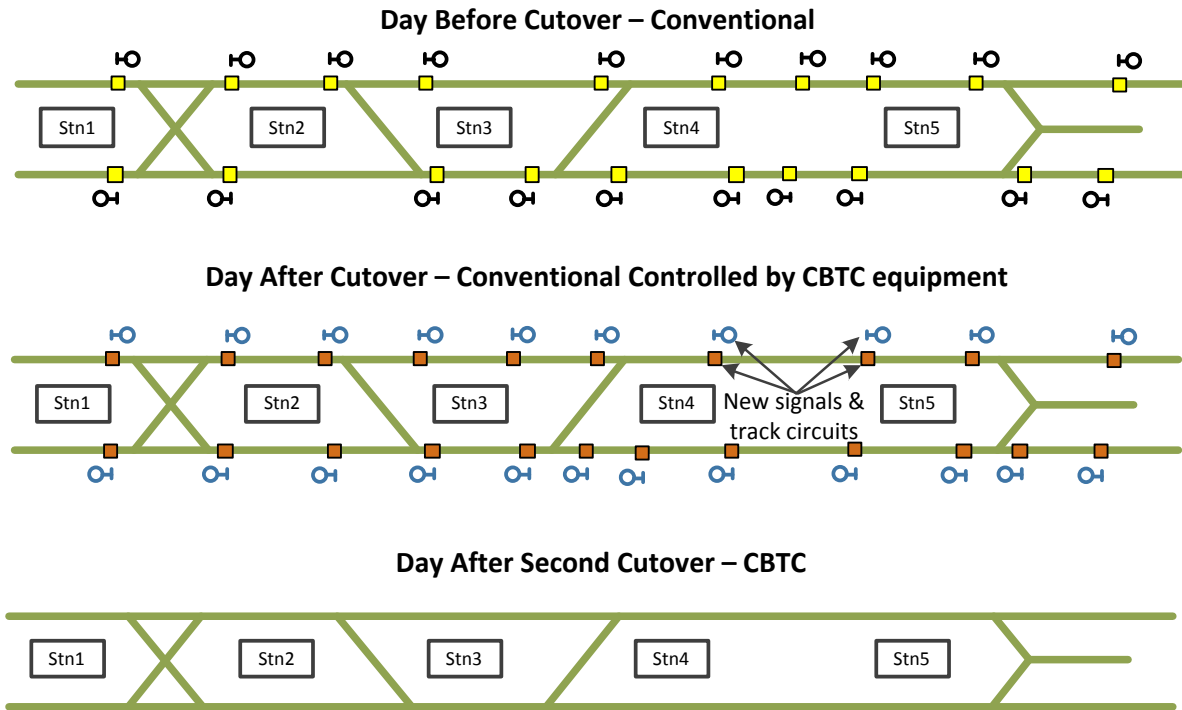 Day Before Cutover – Conventional
Stn1
Stn2
Stn3
Stn4
Stn5
Day After Cutover – Conventional Controlled by CBTC equipment
Stn1
Stn2
Stn3
Stn4
New signals &
track circuits
Stn5
Day After Second Cutover – CBTC
Stn1
Stn2
Stn3
Stn4
Stn5